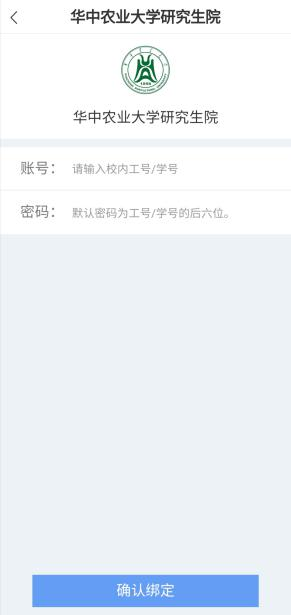 华中农业大学研究生院
华中农业大学研究生院
账号： 请输入校内工号/学号
密码： 默认密码为工号/学号的后六位。
确认绑定